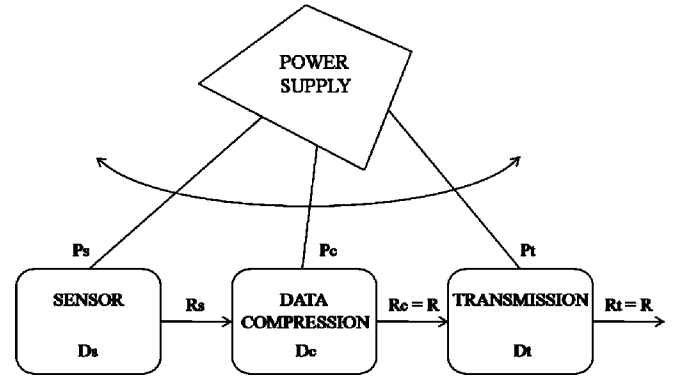 POWER
SUPPLY
Ps
Pc
Pt
SENSOR
Ds
Rs
DATA
COMPRESSION
Dc
Rc = R
TRANSMISSION
Dt
Rt = R